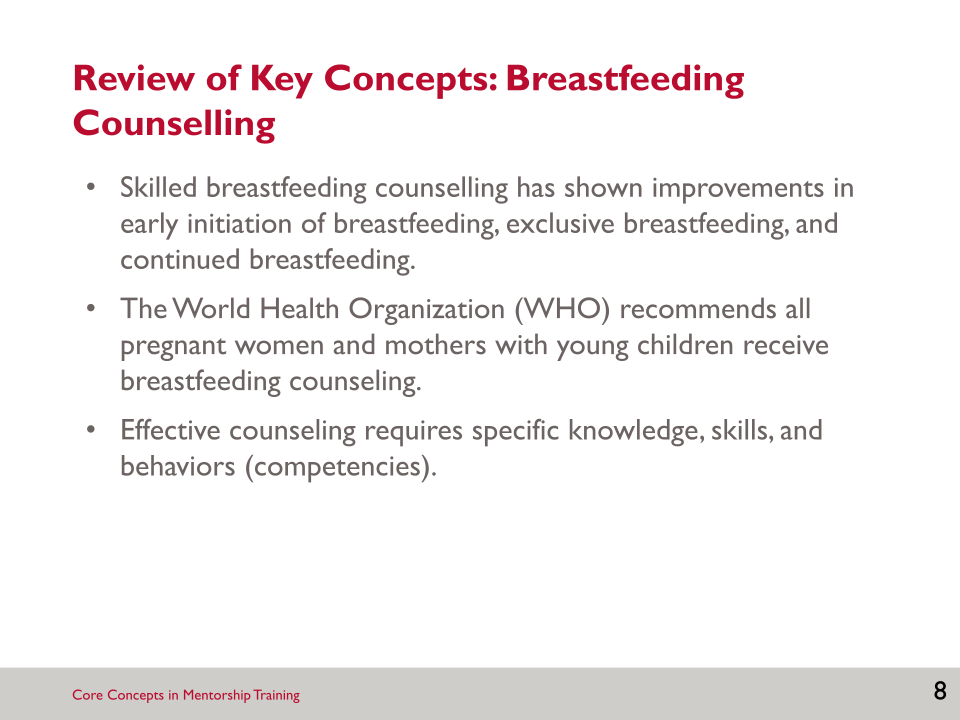 Review of Key Concepts: Breastfeeding
Counselling
• Skilled breastfeeding counselling has shown improvements in
early initiation of breastfeeding, exclusive breastfeeding, and
continued breastfeeding.
• The World Health Organization (WHO) recommends all
pregnant women and mothers with young children receive
breastfeeding counseling.
• Effective counseling requires specific knowledge, skills, and
behaviors (competencies).
Core Concepts in Mentorship Training
8